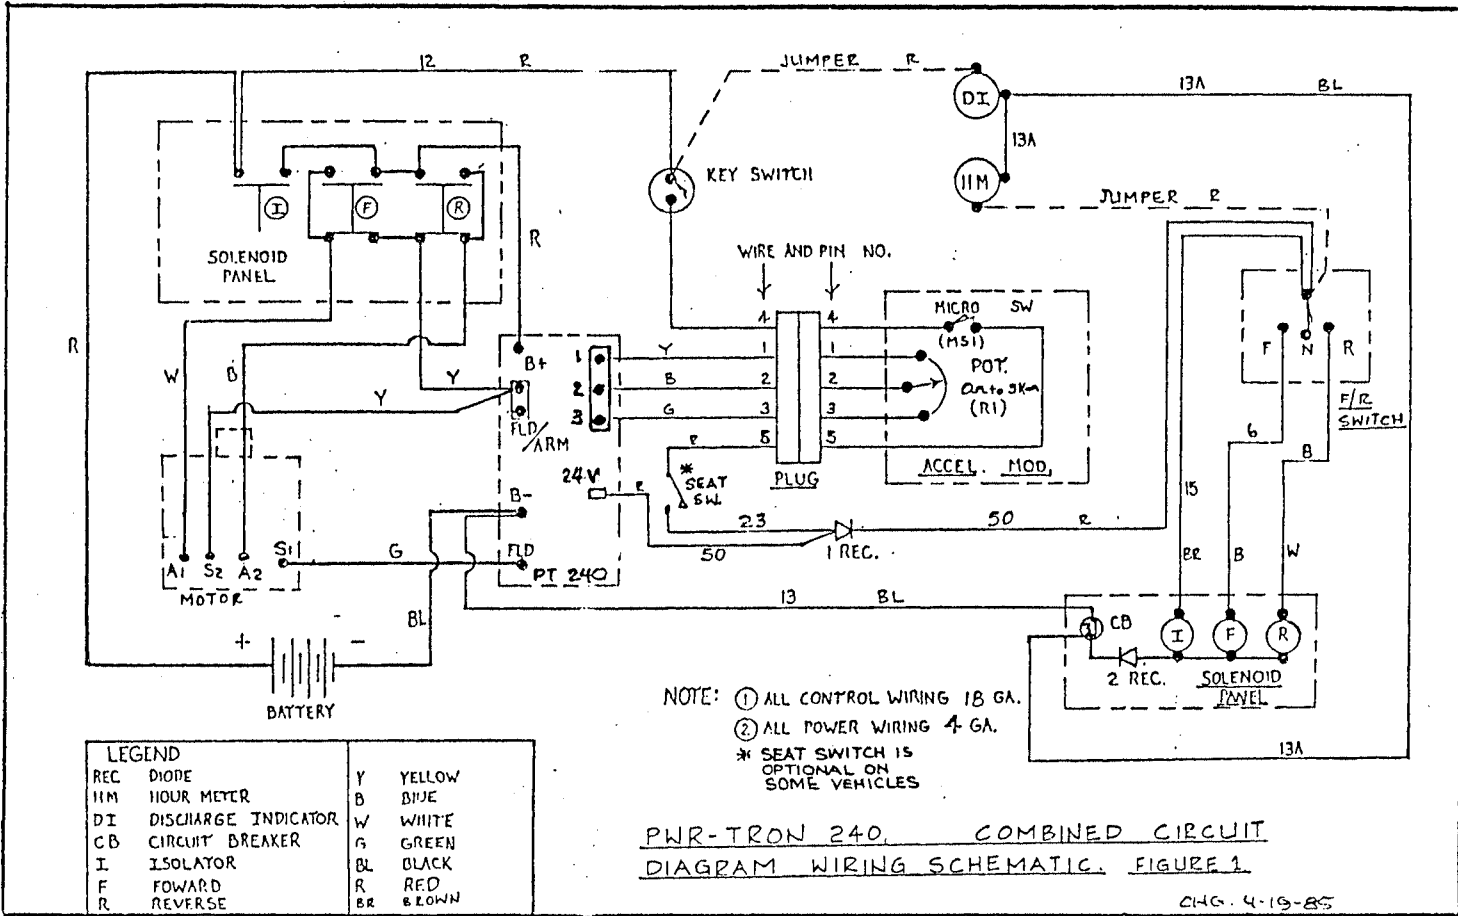 12 R
JUMPER R
DI
13A BL
13A
HM
JUMPER R
KEY SWITCH
I
F
R
SOLENOID
PANEL
R
WIRE AND PIN NO.
R
W
B
Y
Y
B+
FLD
/ARM
24V
B-
FLD
PT 240
1
2
3
Y
B
G
4 4
1 1
2 2
3 3
5 5
PLUG
MICRO SW
(MS1)
POT.
(R1)
ACCEL. MOD.
F N R
F/R
SWITCH
R
*
SEAT
SW.
R
23
50
1 REC.
50 R
15
BR
6
B
B
W
A1 S2 A2 S1
MOTOR
G
BL
+ - -
BATTERY
13 BL
CB
I
F
R
2 REC.
SOLENOID
PANEL
13A
NOTE: 1 ALL CONTROL WIRING 18 GA.
2 ALL POWER WIRING 4 GA.
* SEAT SWITCH IS
OPTIONAL ON
SOME VEHICLES
LEGEND
REC DIODE
HM HOUR METER
DI DISCHARGE INDICATOR
CB CIRCUIT BREAKER
I ISOLATOR
F FOWARD
R REVERSE
Y YELLOW
B BLUE
W WHITE
G GREEN
BL BLACK
R RED
BR BROWN
PWR-TRON 240, COMBINED CIRCUIT
DIAGRAM WIRING SCHEMATIC. FIGURE 1
CHG. 4-19-85